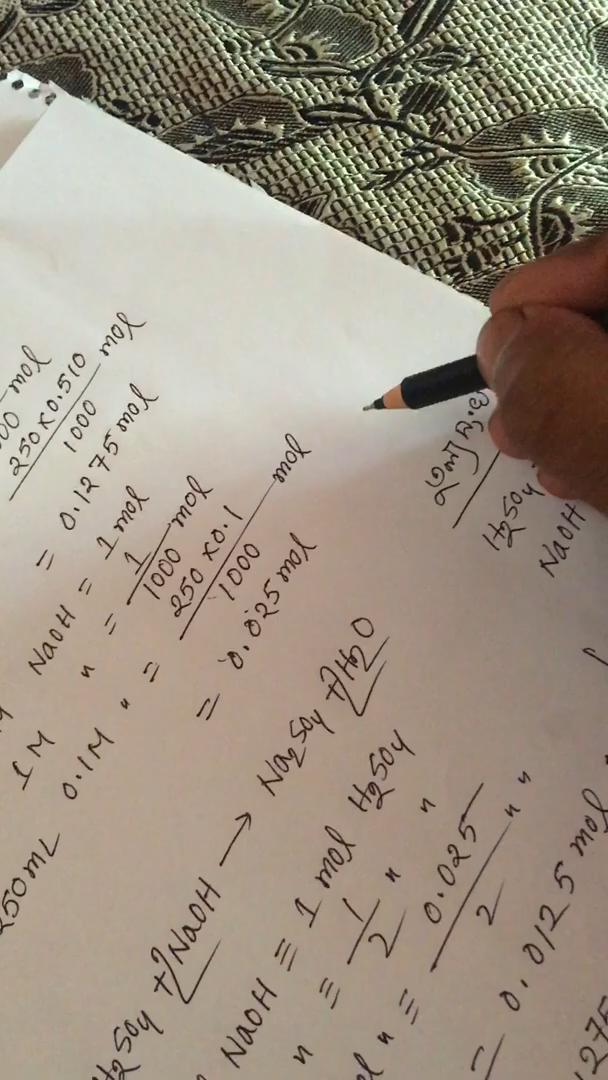 mol
250×0.510 mol
1000
= 0.1275 mol
NaOH = 1 mol
1M " = 1 mol
1000
250mL 0.1M " = 250×0.1 mol
1000
= 0.025 mol
H2SO4 + 2NaOH → Na2SO4 + 2H2O
NaOH ≡ 1 mol H2SO4
" ≡ 1 " "
2
" ≡ 0.025 " "
2
= 0.0125 mol
H2SO4
NaOH